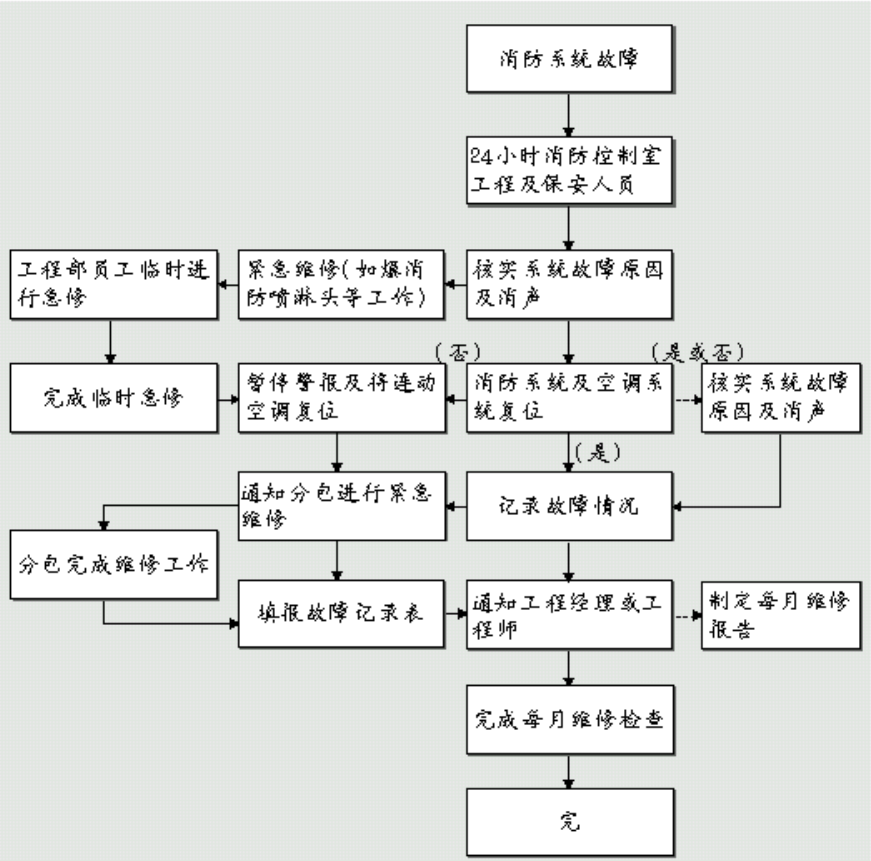 消防系统故障
24小时消防控制室
工程及保安人员
工程部员工临时进
行急修
紧急维修(如爆消
防喷淋头等工作)
核实系统故障原因
及消声
(否)
(是或否)
完成临时急修
暂停警报及将连动
空调复位
消防系统及空调系
统复位
核实系统故障
原因及消声
(是)
通知分包进行紧急
维修
记录故障情况
分包完成维修工作
填报故障记录表
通知工程经理或工
程师
制定每月维修
报告
完成每月维修检查
完